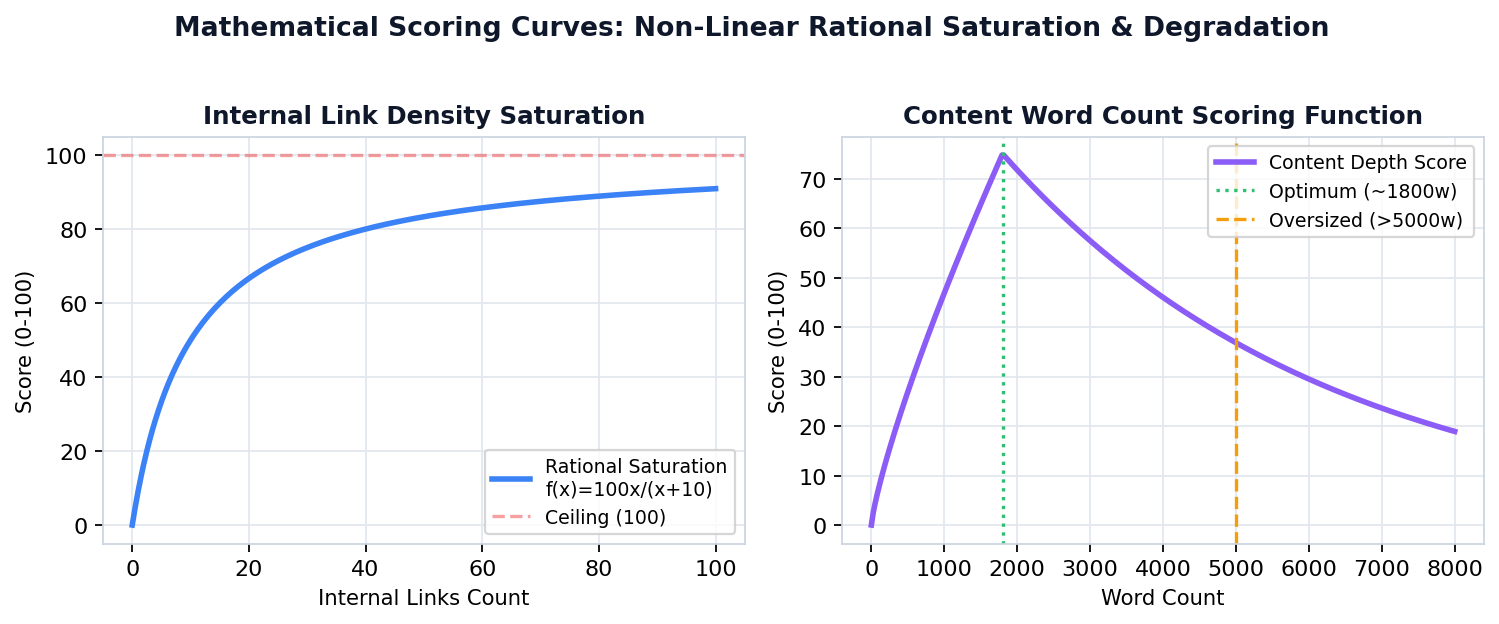 Mathematical Scoring Curves: Non-Linear Rational Saturation & Degradation
Internal Link Density Saturation
Score (0-100)
100
80
60
40
20
0
Rational Saturation
f(x)=100x/(x+10)
Ceiling (100)
0 20 40 60 80 100
Internal Links Count
Content Word Count Scoring Function
Score (0-100)
70
60
50
40
30
20
10
0
Content Depth Score
Optimum (~1800w)
Oversized (>5000w)
0 1000 2000 3000 4000 5000 6000 7000 8000
Word Count